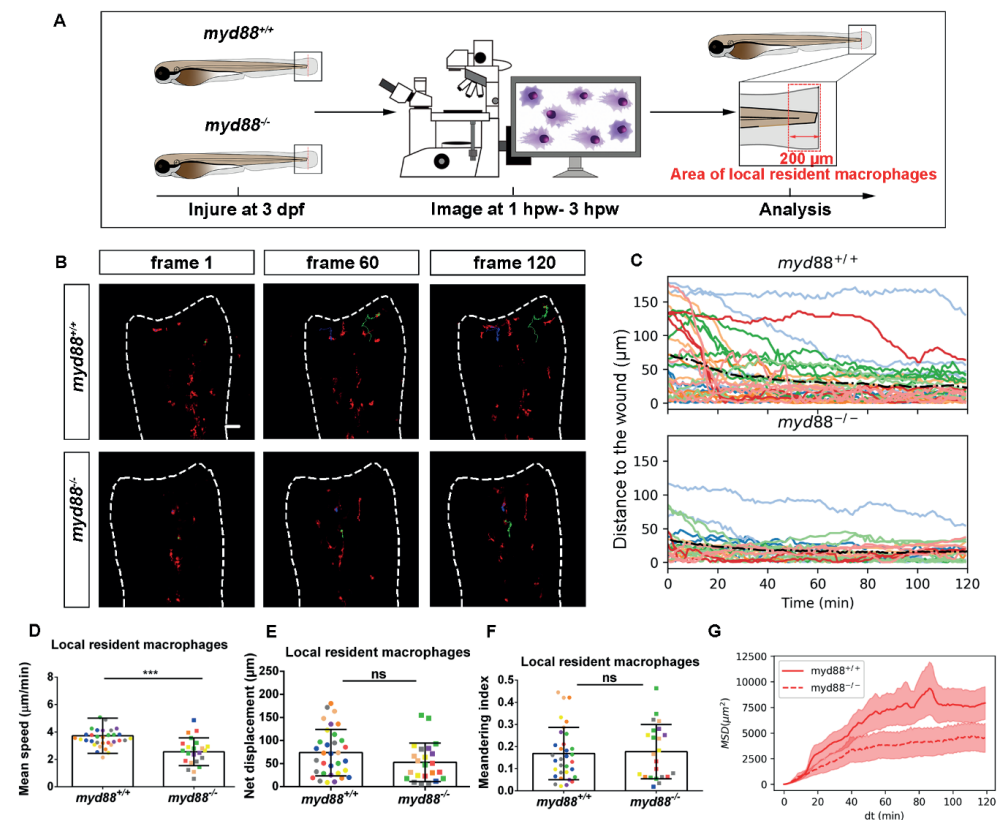 A
myd88+/+
myd88-/-
200 µm
Area of local resident macrophages
Injure at 3 dpf
Image at 1 hpw- 3 hpw
Analysis
B
frame 1
frame 60
frame 120
myd88+/+
myd88-/-
C
myd88+/+
150
100
50
0
myd88−/−
150
100
50
0
Distance to the wound (µm)
0
20
40
60
80
100
120
Time (min)
D
Local resident macrophages
***
Mean speed (µm/min)
8
6
4
2
0
myd88+/+
myd88-/-
E
Local resident macrophages
ns
Net displacement (µm)
250
200
150
100
50
0
myd88+/+
myd88-/-
F
Local resident macrophages
ns
Meandering index
0.5
0.4
0.3
0.2
0.1
0.0
myd88+/+
myd88-/-
G
myd88+/+
myd88−/−
MSD(µm²)
12500
10000
7500
5000
2500
0
0
20
40
60
80
100
120
dt (min)